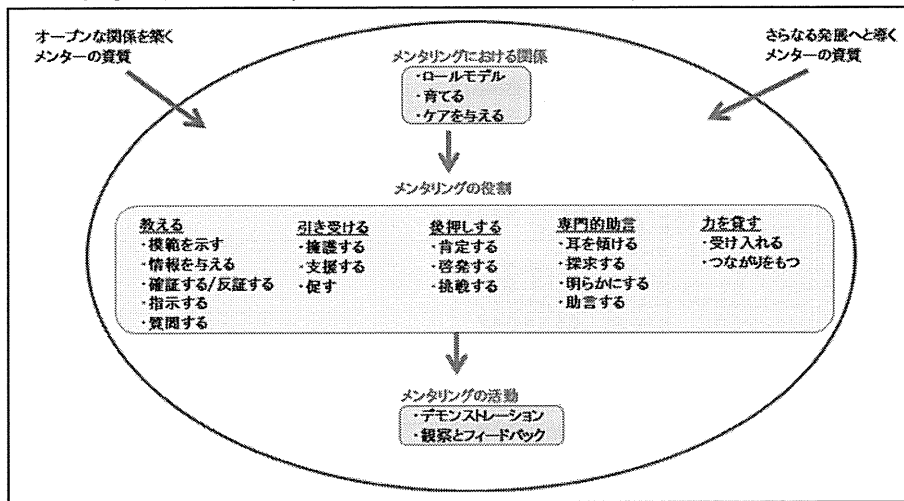 オープンな関係を築く
メンターの資質
さらなる発展へと導く
メンターの資質
メンタリングにおける関係
・ロールモデル
・育てる
・ケアを与える
メンタリングの役割
教える
・模範を示す
・情報を与える
・確証する/反証する
・指示する
・質問する
引き受ける
・擁護する
・支援する
・促す
後押しする
・肯定する
・啓発する
・挑戦する
専門的助言
・耳を傾ける
・探求する
・明らかにする
・助言する
力を貸す
・受け入れる
・つながりをもつ
メンタリングの活動
・デモンストレーション
・観察とフィードバック